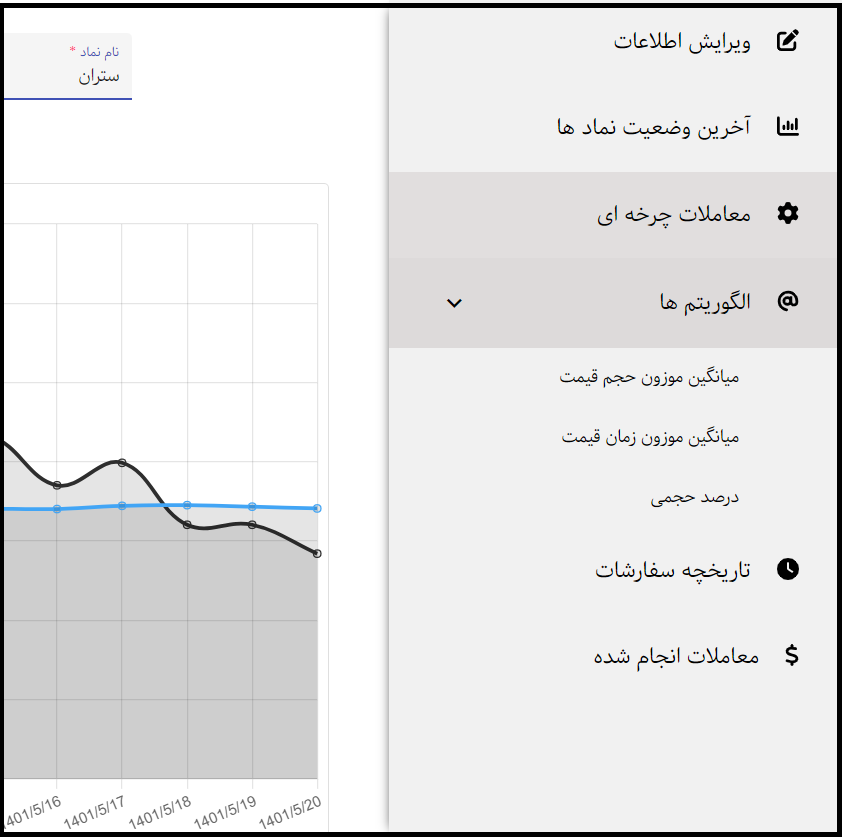 ویرایش اطلاعات
آخرین وضعیت نماد ها
معاملات چرخه ای
الگوریتم ها
میانگین موزون حجم قیمت
میانگین موزون زمان قیمت
درصد حجمی
تاریخچه سفارشات
معاملات انجام شده
نام نماد *
ستران
1401/5/16
1401/5/17
1401/5/18
1401/5/19
1401/5/20